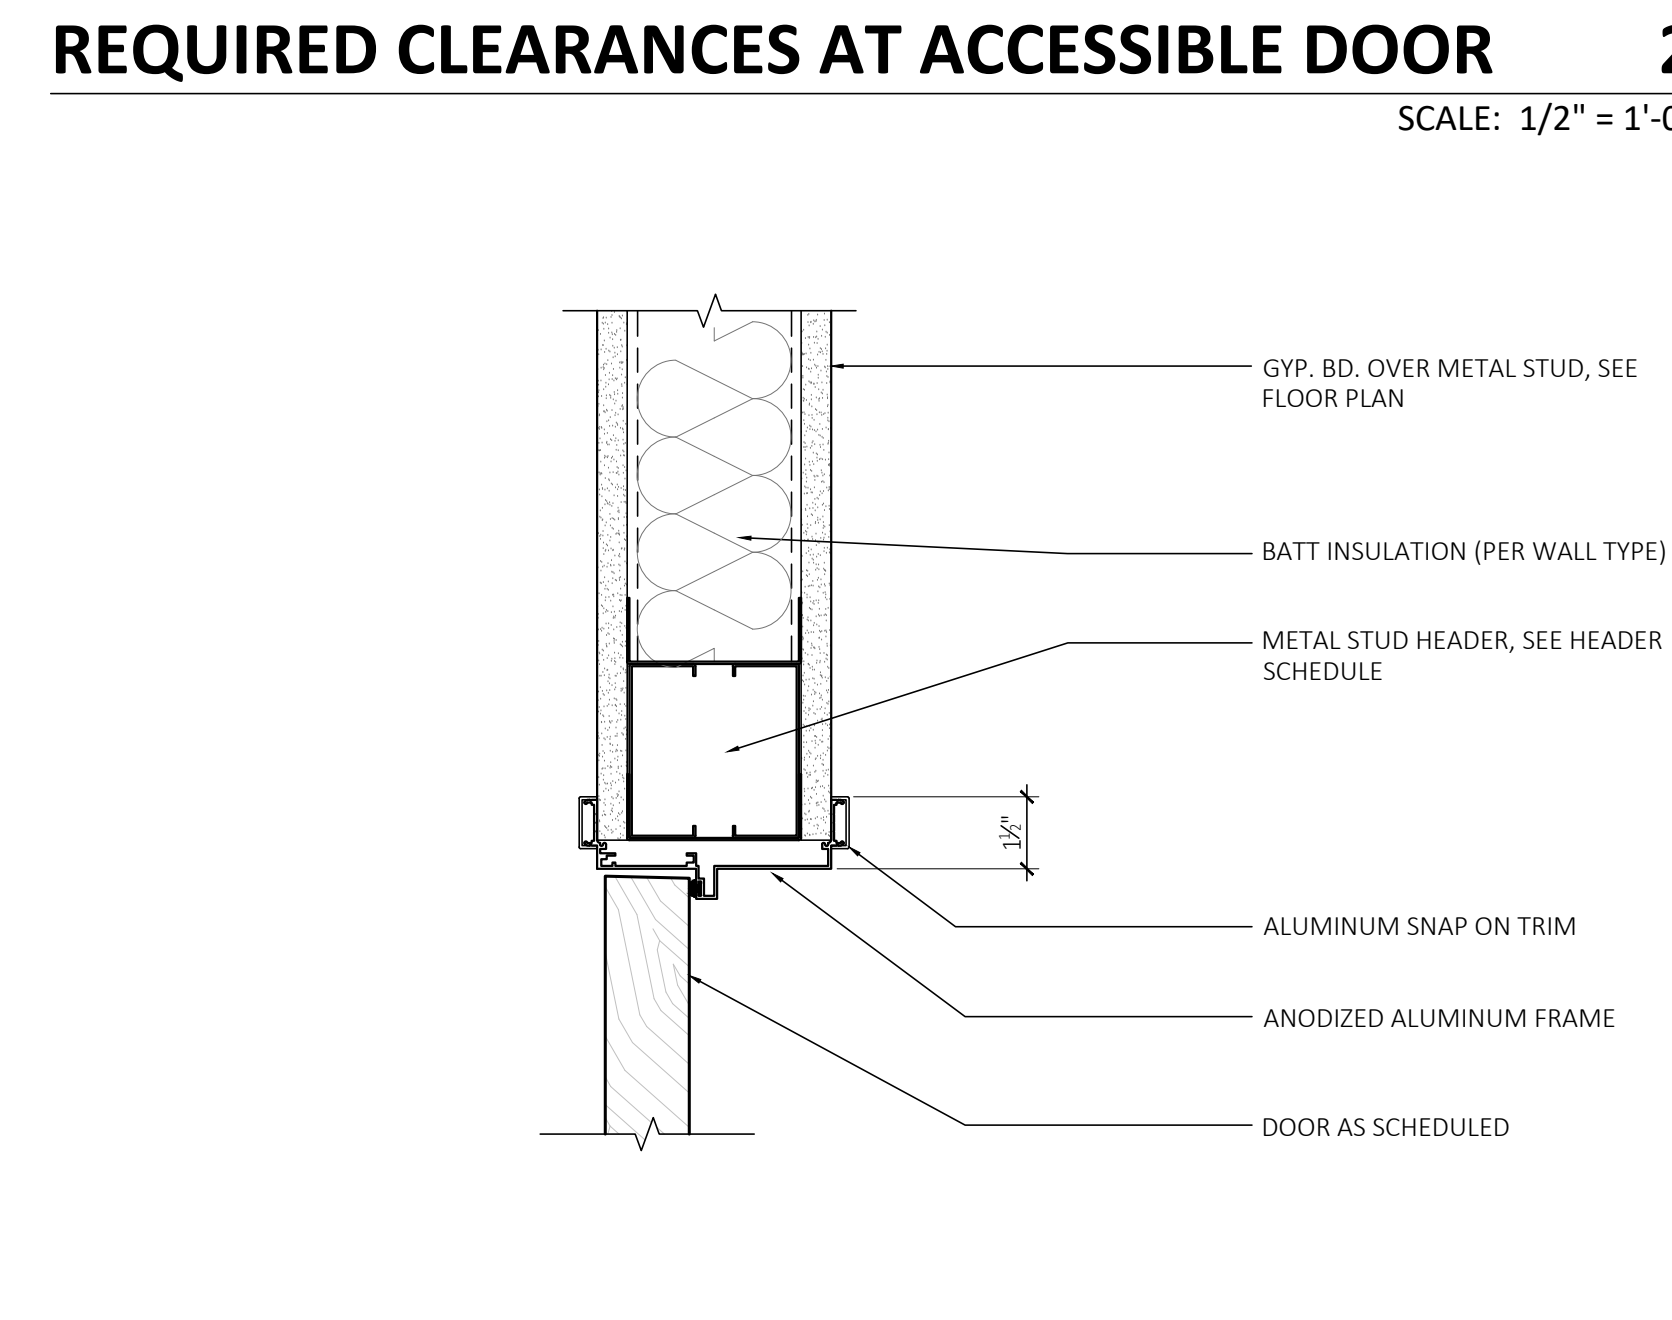 REQUIRED CLEARANCES AT ACCESSIBLE DOOR 2
SCALE: 1/2" = 1'-0
GYP. BD. OVER METAL STUD, SEE
FLOOR PLAN
BATT INSULATION (PER WALL TYPE)
METAL STUD HEADER, SEE HEADER
SCHEDULE
1½"
ALUMINUM SNAP ON TRIM
ANODIZED ALUMINUM FRAME
DOOR AS SCHEDULED